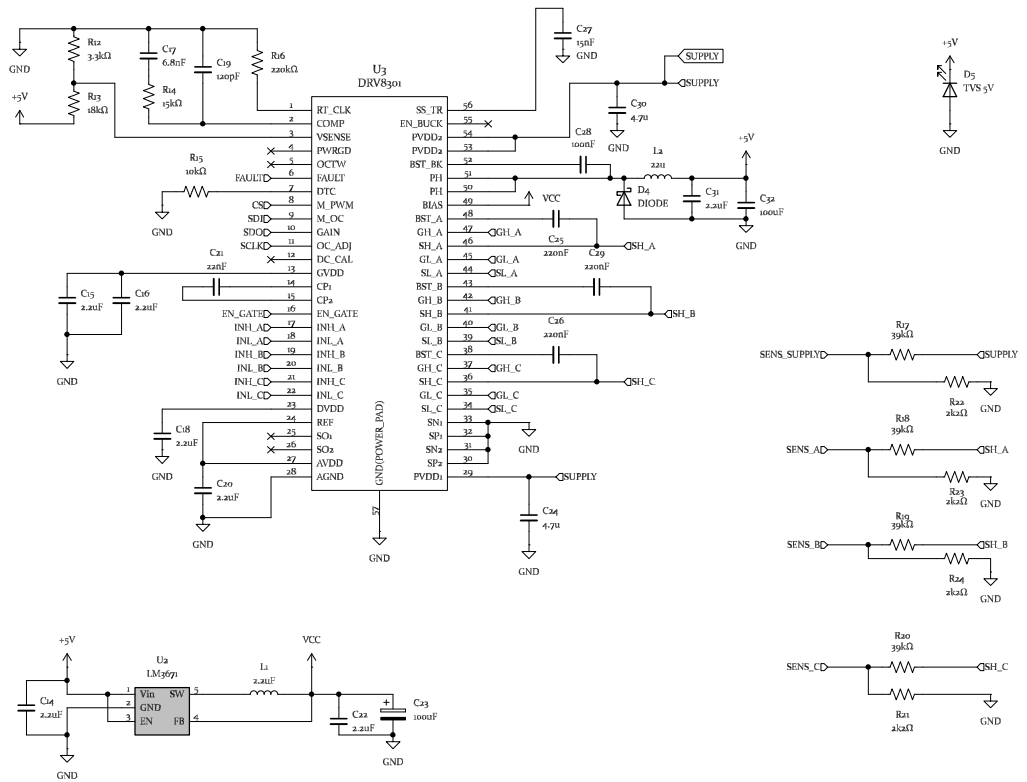 R12
3.3kΩ
C17
6.8nF
C19
120pF
R16
220kΩ
GND
+5V
R13
18kΩ
R14
15kΩ
U3
DRV8301
C27
15nF
GND
SUPPLY
SUPPLY
C30
4.7u
GND
+5V
D5
TVS 5V
GND
1 RT_CLK
2 COMP
3 VSENSE
4 PWRGD
5 OCTW
FAULT 6 FAULT
7 DTC
CS 8 M_PWM
SDI 9 M_OC
SDO 10 GAIN
SCLK 11 OC_ADJ
12 DC_CAL
13 GVDD
14 CP1
15 CP2
EN_GATE 16 EN_GATE
INH_A 17 INH_A
INL_A 18 INL_A
INH_B 19 INH_B
INL_B 20 INL_B
INH_C 21 INH_C
INL_C 22 INL_C
23 DVDD
24 REF
25 SO1
26 SO2
27 AVDD
28 AGND
GND(POWER_PAD)
57
GND
SS_TR 56
EN_BUCK 55
PVDD2 54
PVDD2 53
BST_BK 52
PH 51
PH 50
BIAS 49
BST_A 48
GH_A 47 GH_A
SH_A 46 SH_A
GL_A 45 GL_A
SL_A 44 SL_A
BST_B 43
GH_B 42 GH_B
SH_B 41 SH_B
GL_B 40 GL_B
SL_B 39 SL_B
BST_C 38
GH_C 37 GH_C
SH_C 36 SH_C
GL_C 35 GL_C
SL_C 34 SL_C
SN1 33
SP1 32
SN2 31
SP2 30
PVDD1 29 SUPPLY
R15
10kΩ
GND
C21
22nF
C15
2.2uF
C16
2.2uF
GND
C18
2.2uF
GND
C20
2.2uF
GND
C28
100nF
L2
22u
+5V
D4
DIODE
C31
2.2uF
C32
100uF
GND
VCC
C25
220nF
C29
220nF
C26
220nF
GND
C24
4.7u
GND
R17
39kΩ
SENS_SUPPLY
SUPPLY
R22
2k2Ω
GND
R18
39kΩ
SENS_A
SH_A
R23
2k2Ω
GND
R19
39kΩ
SENS_B
SH_B
R24
2k2Ω
GND
R20
39kΩ
SENS_C
SH_C
R21
2k2Ω
GND
+5V
U2
LM3671
VCC
C14
2.2uF
1 Vin
2 GND
3 EN
SW 5
FB 4
L1
2.2uF
C22
2.2uF
C23
100uF
GND
GND